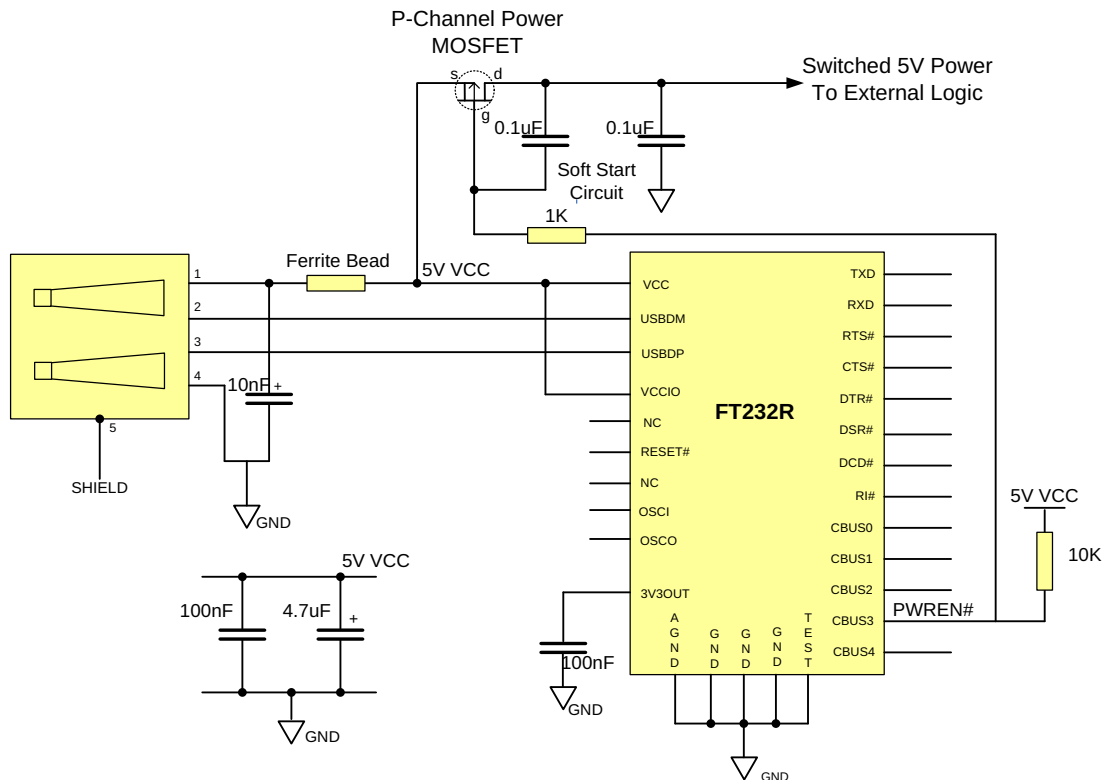 P-Channel Power
MOSFET
s
d
g
Switched 5V Power
To External Logic
0.1uF
0.1uF
Soft Start
Circuit
1K
Ferrite Bead
5V VCC
1
2
3
4
5
SHIELD
10nF +
GND
VCC
USBDM
USBDP
VCCIO
NC
RESET#
NC
OSCI
OSCO
3V3OUT
FT232R
TXD
RXD
RTS#
CTS#
DTR#
DSR#
DCD#
RI#
CBUS0
CBUS1
CBUS2
CBUS3
CBUS4
PWREN#
5V VCC
10K
AGND
GND
GND
GND
TEST
GND
100nF
GND
5V VCC
100nF
4.7uF
+
GND